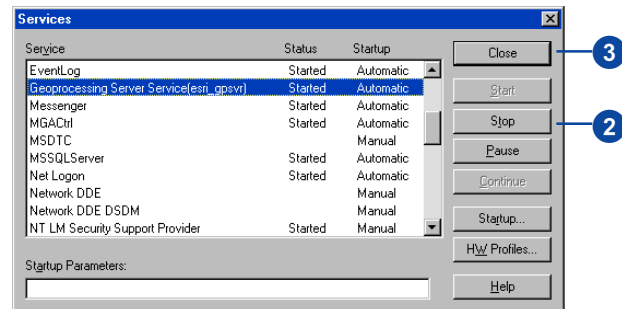 Services
Service Status Startup
EventLog Started Automatic
Geoprocessing Server Service(esri_gpsvr) Started Automatic
Messenger Started Automatic
MGACtrl Started Automatic
MSDTC Manual
MSSQLServer Started Automatic
Net Logon Started Automatic
Network DDE Manual
Network DDE DSDM Manual
NT LM Security Support Provider Started Manual
Startup Parameters:
Close
3
Start
Stop
2
Pause
Continue
Startup...
HW Profiles...
Help